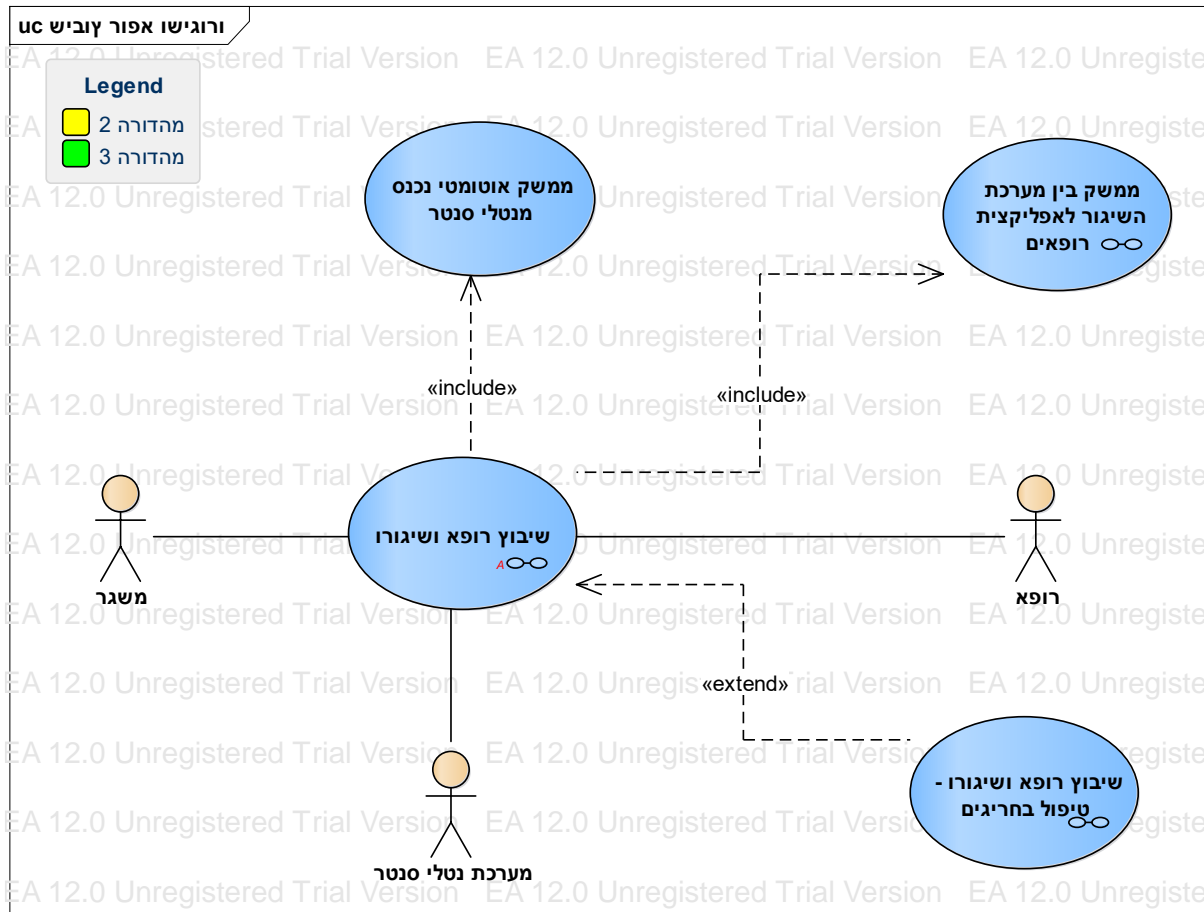 uc שיבוץ רופא ושיגורו
Legend
מהדורה 2
מהדורה 3
ממשק אוטומטי נכנס
מנטלי סנטר
ממשק בין מערכת
השיגור לאפליקצית
רופאים
«include»
«include»
שיבוץ רופא ושיגורו
A
משגר
רופא
«extend»
שיבוץ רופא ושיגורו -
טיפול בחריגים
מערכת נטלי סנטר
EA 12.0 Unregistered Trial Version